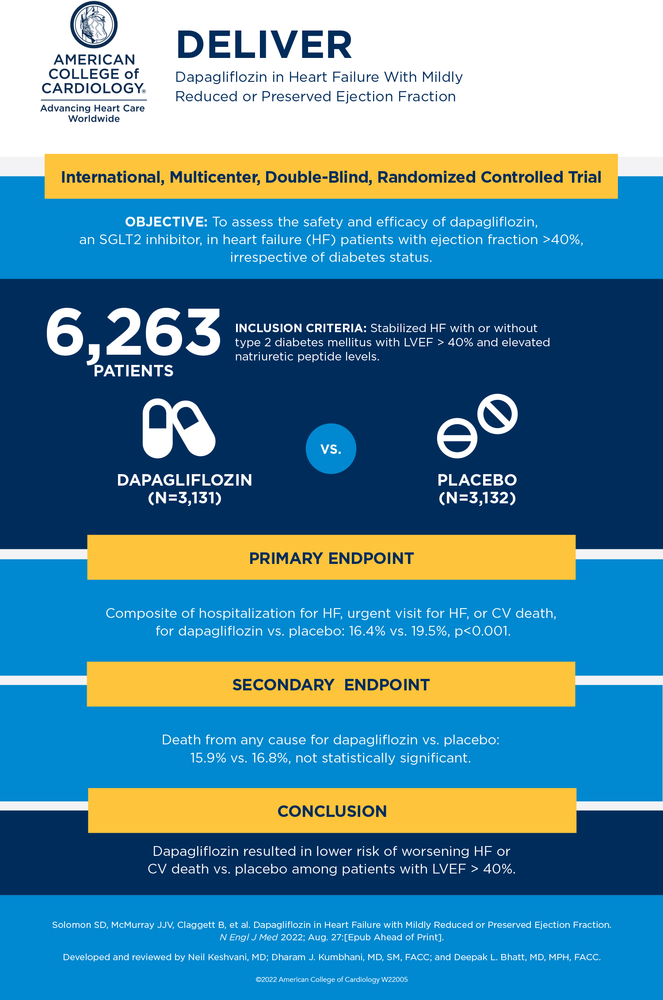 AMERICAN
COLLEGE of
CARDIOLOGY®
Advancing Heart Care
Worldwide
DELIVER
Dapagliflozin in Heart Failure With Mildly
Reduced or Preserved Ejection Fraction
International, Multicenter, Double-Blind, Randomized Controlled Trial
OBJECTIVE: To assess the safety and efficacy of dapagliflozin,
an SGLT2 inhibitor, in heart failure (HF) patients with ejection fraction >40%,
irrespective of diabetes status.
6,263
PATIENTS
INCLUSION CRITERIA: Stabilized HF with or without
type 2 diabetes mellitus with LVEF > 40% and elevated
natriuretic peptide levels.
DAPAGLIFLOZIN
(N=3,131)
VS.
PLACEBO
(N=3,132)
PRIMARY ENDPOINT
Composite of hospitalization for HF, urgent visit for HF, or CV death,
for dapagliflozin vs. placebo: 16.4% vs. 19.5%, p<0.001.
SECONDARY ENDPOINT
Death from any cause for dapagliflozin vs. placebo:
15.9% vs. 16.8%, not statistically significant.
CONCLUSION
Dapagliflozin resulted in lower risk of worsening HF or
CV death vs. placebo among patients with LVEF > 40%.
Solomon SD, McMurray JJV, Claggett B, et al. Dapagliflozin in Heart Failure with Mildly Reduced or Preserved Ejection Fraction.
N Engl J Med 2022; Aug. 27:[Epub Ahead of Print].
Developed and reviewed by Neil Keshvani, MD; Dharam J. Kumbhani, MD, SM, FACC; and Deepak L. Bhatt, MD, MPH, FACC.
©2022 American College of Cardiology W22005